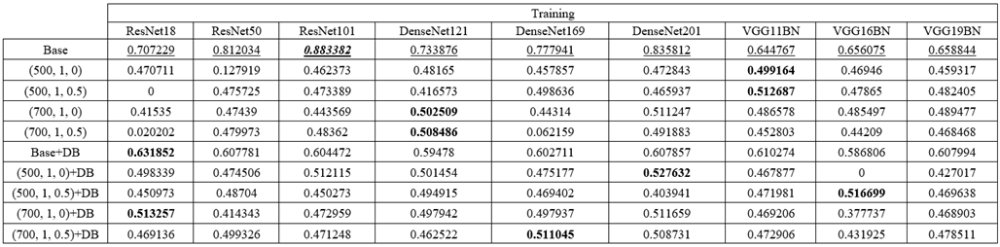 Training
ResNet18 ResNet50 ResNet101 DenseNet121 DenseNet169 DenseNet201 VGG11BN VGG16BN VGG19BN
Base 0.707229 0.812034 0.883382 0.733876 0.777941 0.835812 0.644767 0.656075 0.658844
(500, 1, 0) 0.470711 0.127919 0.462373 0.48165 0.457857 0.472843 0.499164 0.46946 0.459317
(500, 1, 0.5) 0 0.475725 0.473389 0.416573 0.498636 0.465937 0.512687 0.47865 0.482405
(700, 1, 0) 0.41535 0.47439 0.443569 0.502509 0.44314 0.511247 0.486578 0.485497 0.489477
(700, 1, 0.5) 0.020202 0.479973 0.48362 0.508486 0.062159 0.491883 0.452803 0.44209 0.468468
Base+DB 0.631852 0.607781 0.604472 0.59478 0.602711 0.607857 0.610274 0.586806 0.607994
(500, 1, 0)+DB 0.498339 0.474506 0.512115 0.501454 0.475177 0.527632 0.467877 0 0.427017
(500, 1, 0.5)+DB 0.450973 0.48704 0.450273 0.494915 0.469402 0.403941 0.471981 0.516699 0.469638
(700, 1, 0)+DB 0.513257 0.414343 0.472959 0.497942 0.497937 0.511659 0.469206 0.377737 0.468903
(700, 1, 0.5)+DB 0.469136 0.499326 0.471248 0.462522 0.511045 0.508731 0.472906 0.431925 0.478511